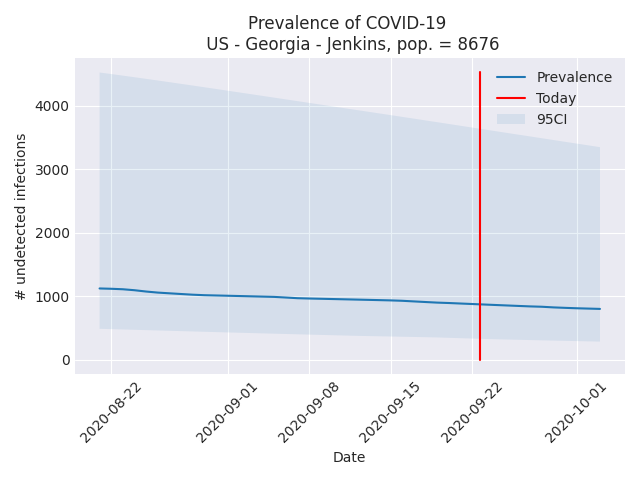 Prevalence of COVID-19
US - Georgia - Jenkins, pop. = 8676
Prevalence
Today
95CI
# undetected infections
4000
3000
2000
1000
0
2020-08-22
2020-09-01
2020-09-08
2020-09-15
2020-09-22
2020-10-01
Date